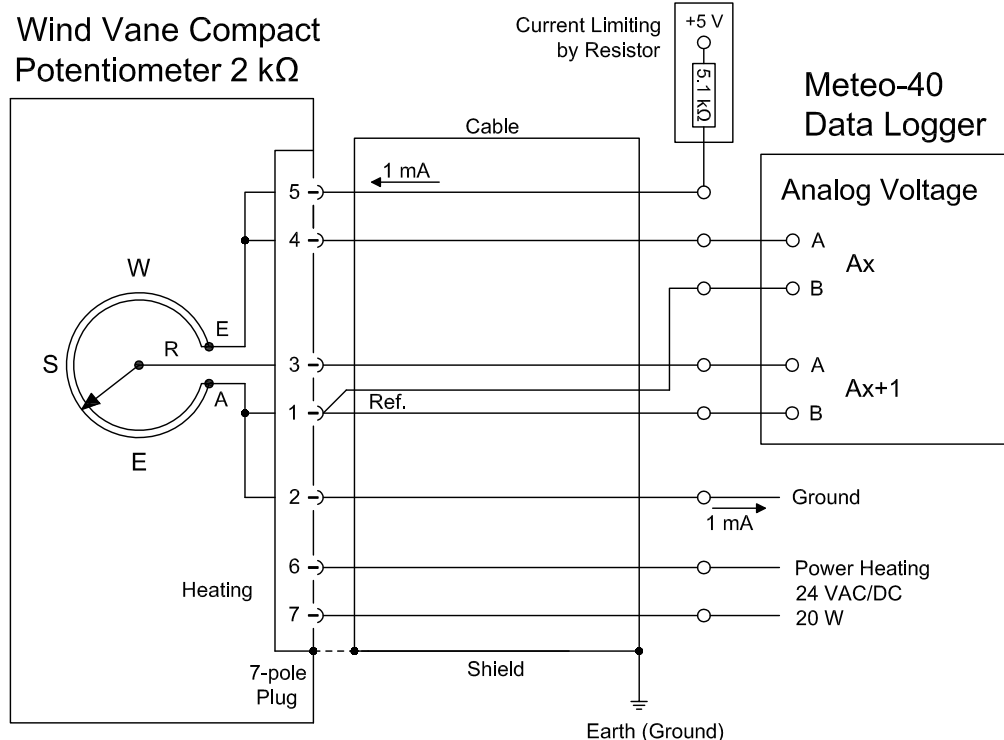 Wind Vane Compact
Potentiometer 2 kΩ
Current Limiting
by Resistor
+5 V
5.1 kΩ
Meteo-40
Data Logger
Cable
1 mA
Analog Voltage
5
4
A
Ax
B
W
E
R
S
3
A
Ax+1
A
Ref.
1
B
E
2
Ground
1 mA
6
Power Heating
24 VAC/DC
20 W
Heating
7
7-pole
Plug
Shield
Earth (Ground)